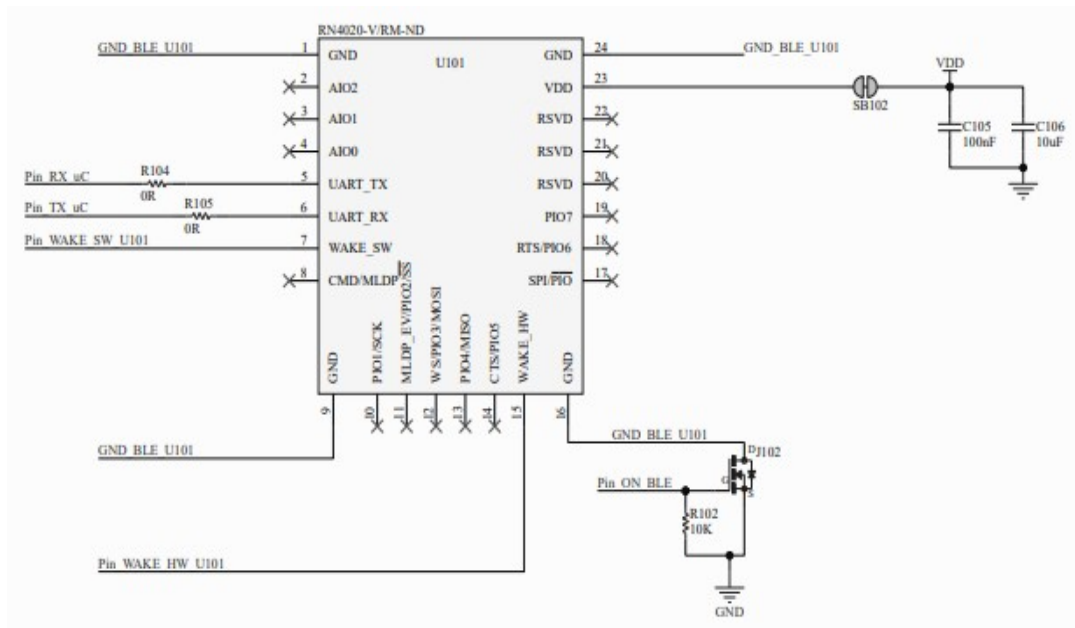 RN4020-V/RM-ND
U101
GND_BLE_U101
1
GND
2
AIO2
3
AIO1
4
AIO0
Pin_RX_uC
R104
0R
5
UART_TX
Pin_TX_uC
R105
0R
6
UART_RX
Pin_WAKE_SW_U101
7
WAKE_SW
8
CMD/MLDP
24
GND
GND_BLE_U101
23
VDD
SB102
VDD
C105
100nF
C106
10uF
22
RSVD
21
RSVD
20
RSVD
19
PIO7
18
RTS/PIO6
17
SPI/PIO
GND
9
PIO1/SCK
10
MLDP_EV/PIO2/SS
11
WS/PIO3/MOSI
12
PIO4/MISO
13
CTS/PIO5
14
WAKE_HW
15
GND
16
GND_BLE_U101
GND_BLE_U101
D
J102
G
S
Pin_ON_BLE
R102
10K
Pin_WAKE_HW_U101
GND